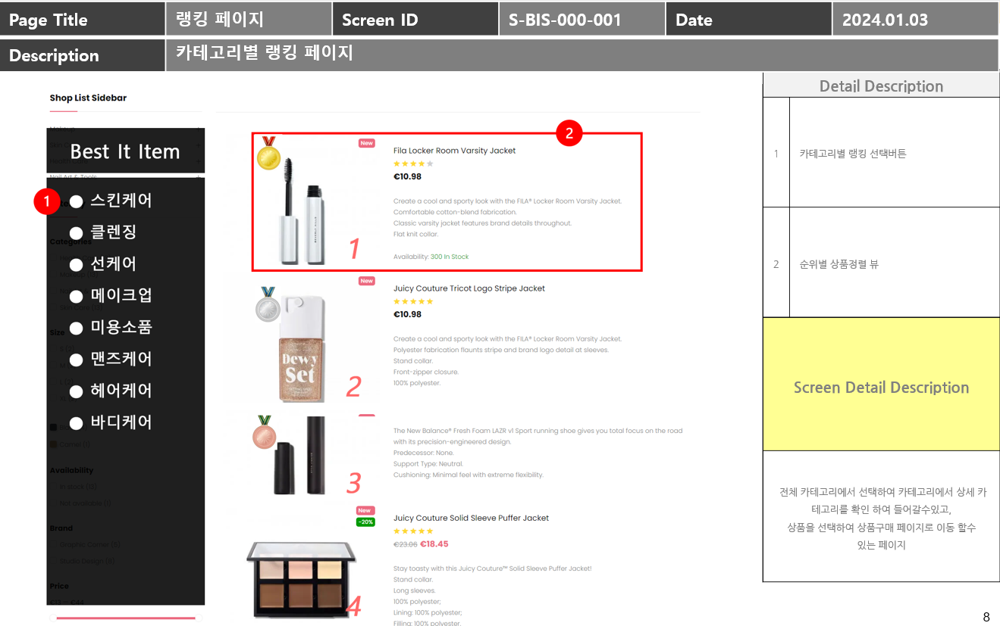 Page Title
랭킹 페이지
Screen ID
S-BIS-000-001
Date
2024.01.03
Description
카테고리별 랭킹 페이지
Shop List Sidebar
Best It Item
1
스킨케어
클렌징
선케어
메이크업
미용소품
맨즈케어
헤어케어
바디케어
Categories
Size
Camel (1)
Availability
In stock (13)
Not available (1)
Brand
Graphic Corner (6)
Studio Design (8)
Price
€13 - €44
2
New
Fila Locker Room Varsity Jacket
€10.98
Create a cool and sporty look with the FILA® Locker Room Varsity Jacket.
Comfortable cotton-blend fabrication.
Classic varsity jacket features brand details throughout.
Flat knit collar.
Availability: 300 In Stock
1
New
Juicy Couture Tricot Logo Stripe Jacket
€10.98
Create a cool and sporty look with the FILA® Locker Room Varsity Jacket.
Polyester fabrication flaunts stripe and brand logo detail at sleeves.
Stand collar.
Front-zipper closure.
100% polyester.
Dewy
Set
2
The New Balance® Fresh Foam LAZR v1 Sport running shoe gives you total focus on the road
with its precision-engineered design.
Predecessor: None.
Support Type: Neutral.
Cushioning: Minimal feel with extreme flexibility.
3
New
-20%
Juicy Couture Solid Sleeve Puffer Jacket
€23.06 €18.45
Stay toasty with this Juicy Couture™ Solid Sleeve Puffer Jacket!
Stand collar.
Long sleeves.
100% polyester;
Lining: 100% polyester;
Filling: 100% polyester.
4
Detail Description
1
카테고리별 랭킹 선택버튼
2
순위별 상품정렬 뷰
Screen Detail Description
전체 카테고리에서 선택하여 카테고리에서 상세 카
테고리를 확인 하여 들어갈수있고,
상품을 선택하여 상품구매 페이지로 이동 할수
있는 페이지
8